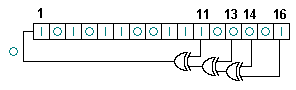 1 11 13 14 16
I O I O I I O O I I I O O O O I
O